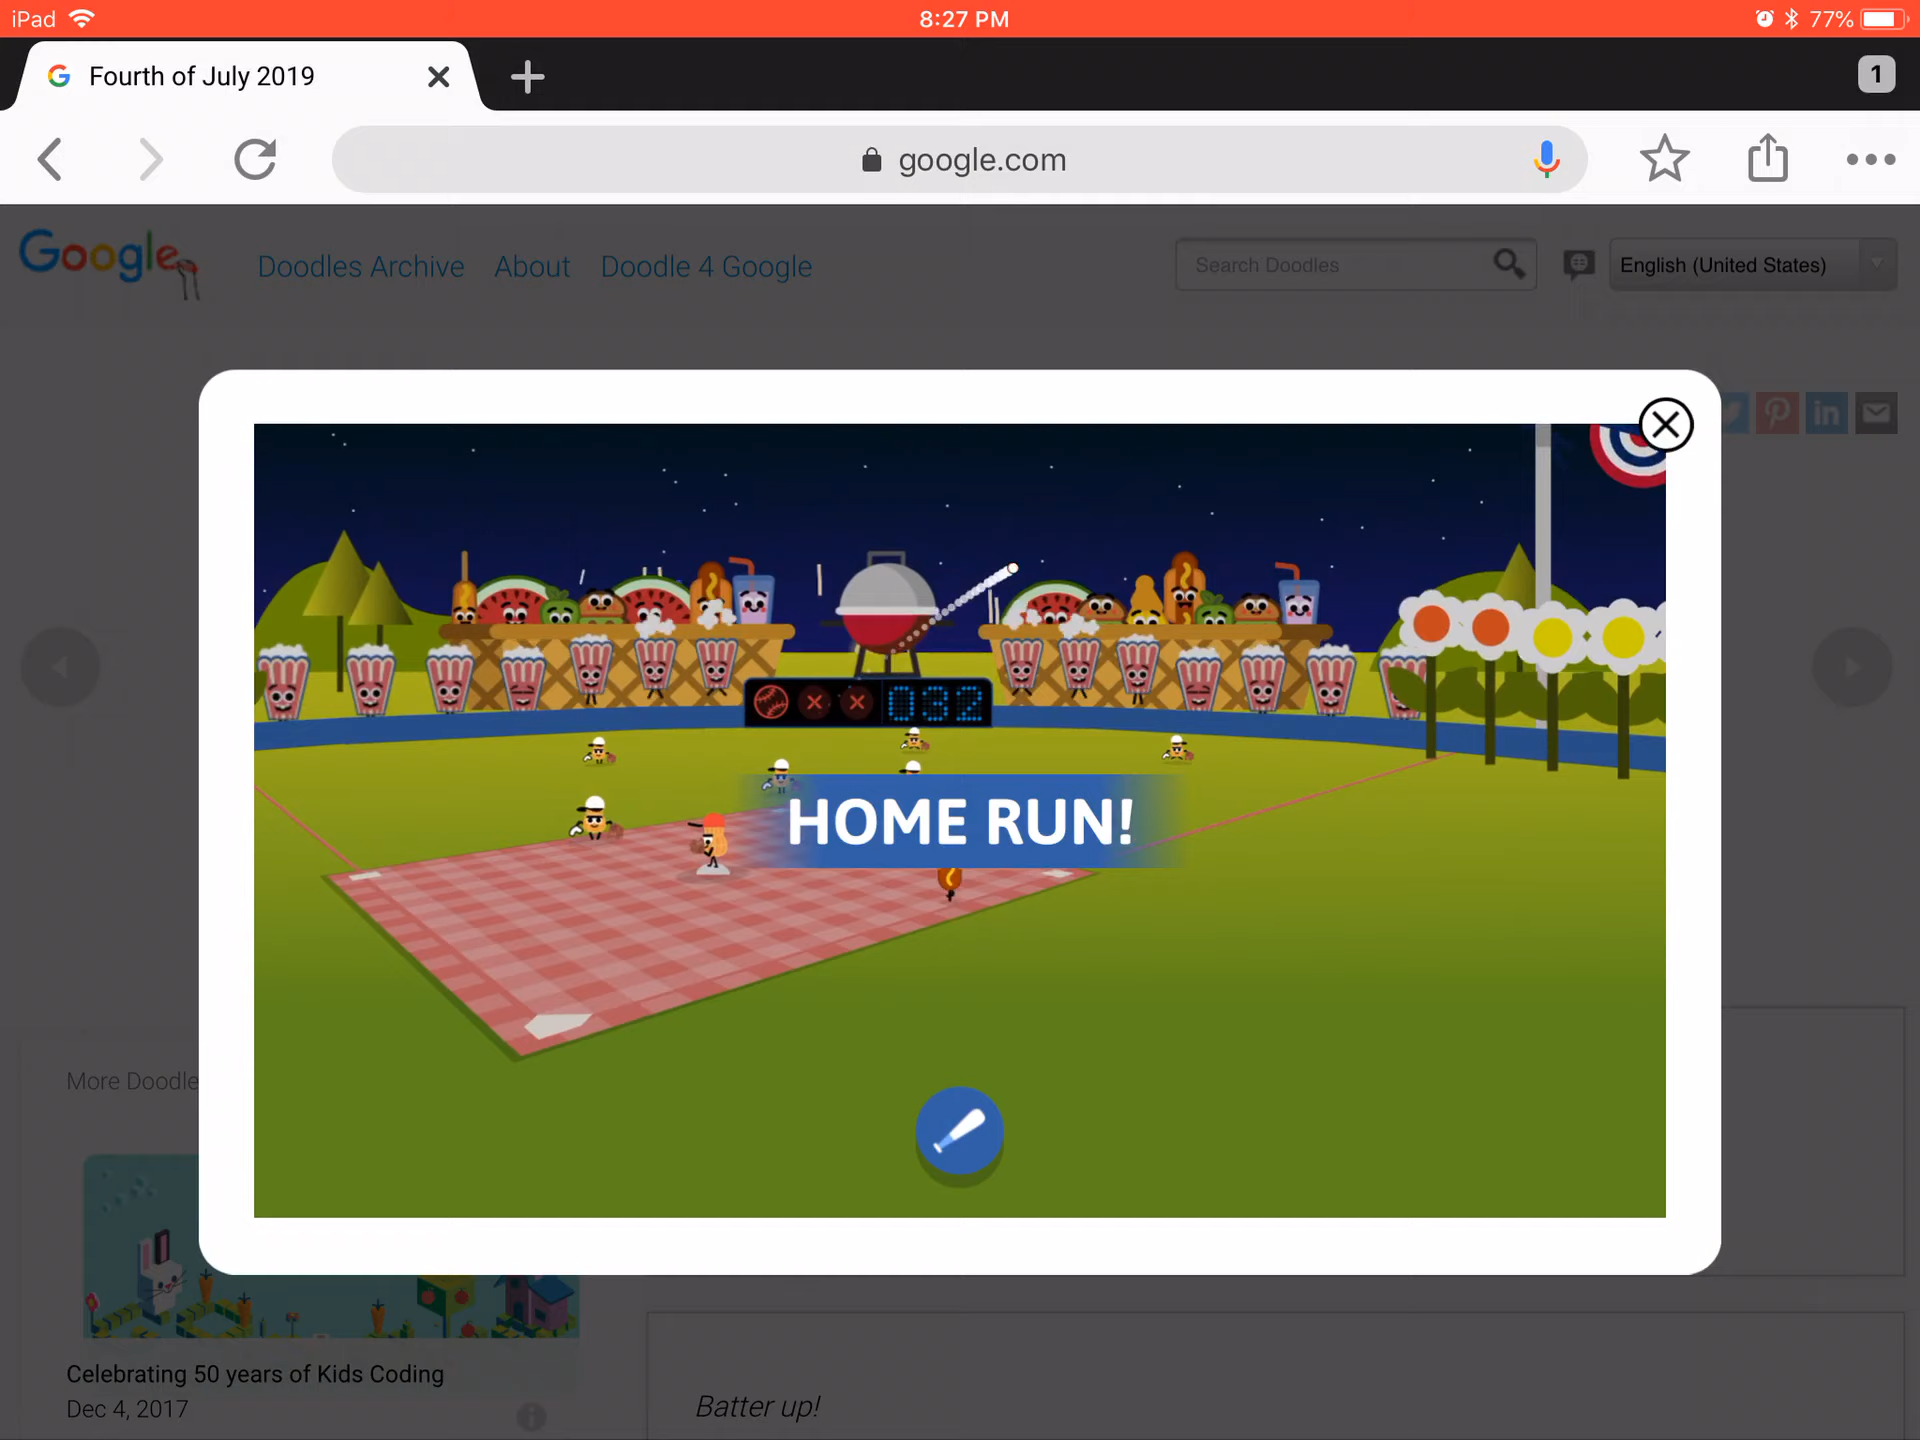 iPad 8:27 PM 77%
Fourth of July 2019 1
google.com
Google Doodles Archive About Doodle 4 Google Search Doodles English (United States)
032
HOME RUN!
More Doodle
Celebrating 50 years of Kids Coding
Dec 4, 2017
Batter up!